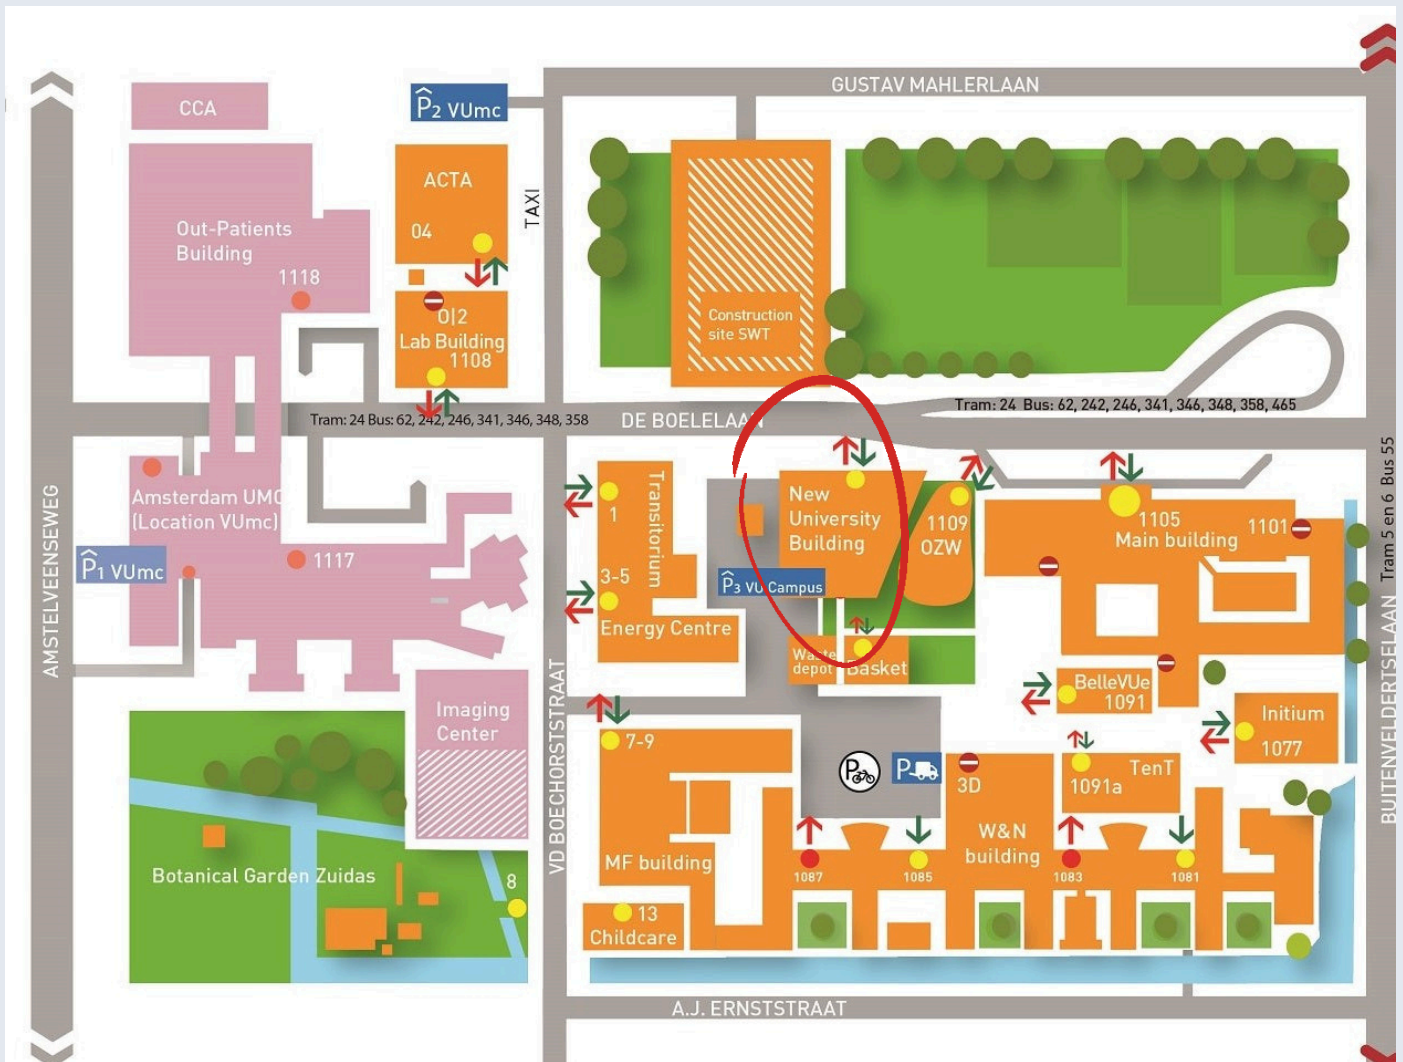 GUSTAV MAHLERLAAN
CCA
P2 VUmc
ACTA
04
TAXI
Out-Patients
Building
1118
O|2
Lab Building
1108
Construction
site SWT
Tram: 24 Bus: 62, 242, 246, 341, 346, 348, 358
DE BOELELAAN
Tram: 24 Bus: 62, 242, 246, 341, 346, 348, 358, 465
AMSTELVEENSEWEG
Amsterdam UMC
(Location VUmc)
P1 VUmc
1117
Transitorium
1
3-5
Energy Centre
New
University
Building
P3 VU Campus
1109
OZW
1105
Main building
1101
Tram 5 en 6 Bus 55
BUITENVELDERTSELAAN
Waste
depot
Basket
BelleVUe
1091
Initium
1077
Imaging
Center
VD BOECHORSTSTRAAT
7-9
P
P
3D
TenT
1091a
W&N
building
MF building
1087
1085
1083
1081
Botanical Garden Zuidas
8
13
Childcare
A.J. ERNSTSTRAAT